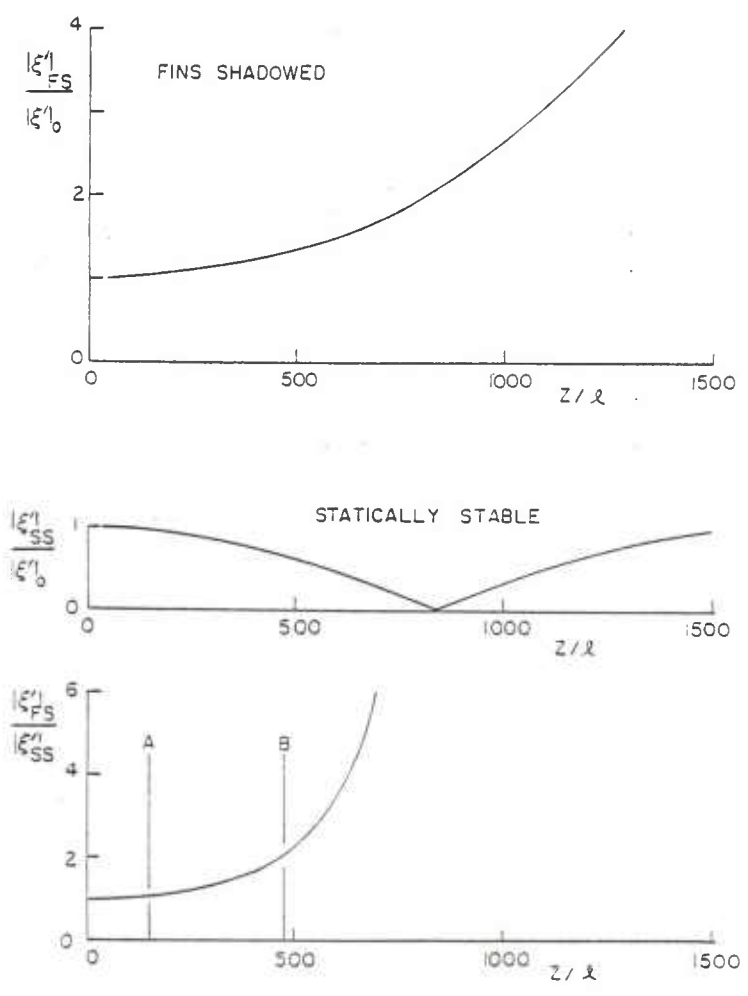 4
|ξ'|FS
|ξ'|₀
FINS SHADOWED
2
0
0 500 1000 1500
Z/ℓ
|ξ'|SS
|ξ'|₀
1
STATICALLY STABLE
0
0 500 1000 1500
Z/ℓ
|ξ'|FS
|ξ'|SS
6
A B
4
2
0
0 500 1000 1500
Z/ℓ